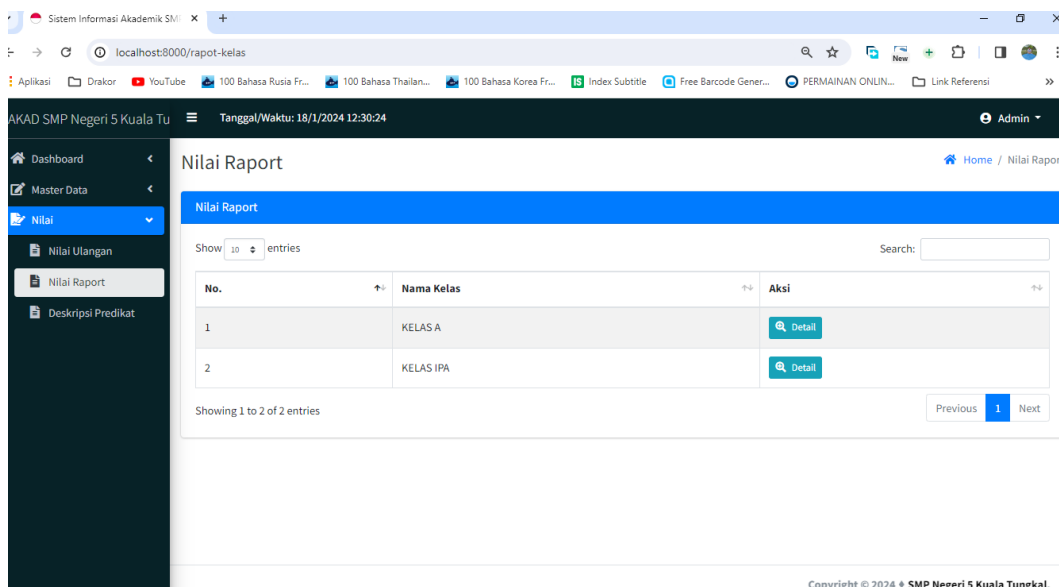 Sistem Informasi Akademik SM
localhost:8000/rapot-kelas
New
Aplikasi Drakor YouTube 100 Bahasa Rusia Fr... 100 Bahasa Thailan... 100 Bahasa Korea Fr... IS Index Subtitle Free Barcode Gener... PERMAINAN ONLIN... Link Referensi
AKAD SMP Negeri 5 Kuala Tu Tanggal/Waktu: 18/1/2024 12:30:24 Admin
Dashboard
Master Data
Nilai
Nilai Ulangan
Nilai Raport
Deskripsi Predikat
Nilai Raport Home / Nilai Rapor
Nilai Raport
Show 10 entries Search:
No. Nama Kelas Aksi
1 KELAS A Detail
2 KELAS IPA Detail
Showing 1 to 2 of 2 entries Previous 1 Next
Copyright © 2024 SMP Negeri 5 Kuala Tungkal.